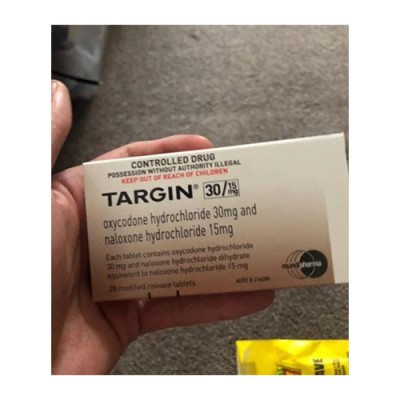 CONTROLLED DRUG
POSSESSION WITHOUT AUTHORITY ILLEGAL
KEEP OUT OF REACH OF CHILDREN
TARGIN® 30/15 mg
oxycodone hydrochloride 30mg and
naloxone hydrochloride 15mg
Each tablet contains oxycodone hydrochloride
30 mg and naloxone hydrochloride dihydrate
equivalent to naloxone hydrochloride 15 mg
28 modified release tablets
mundipharma